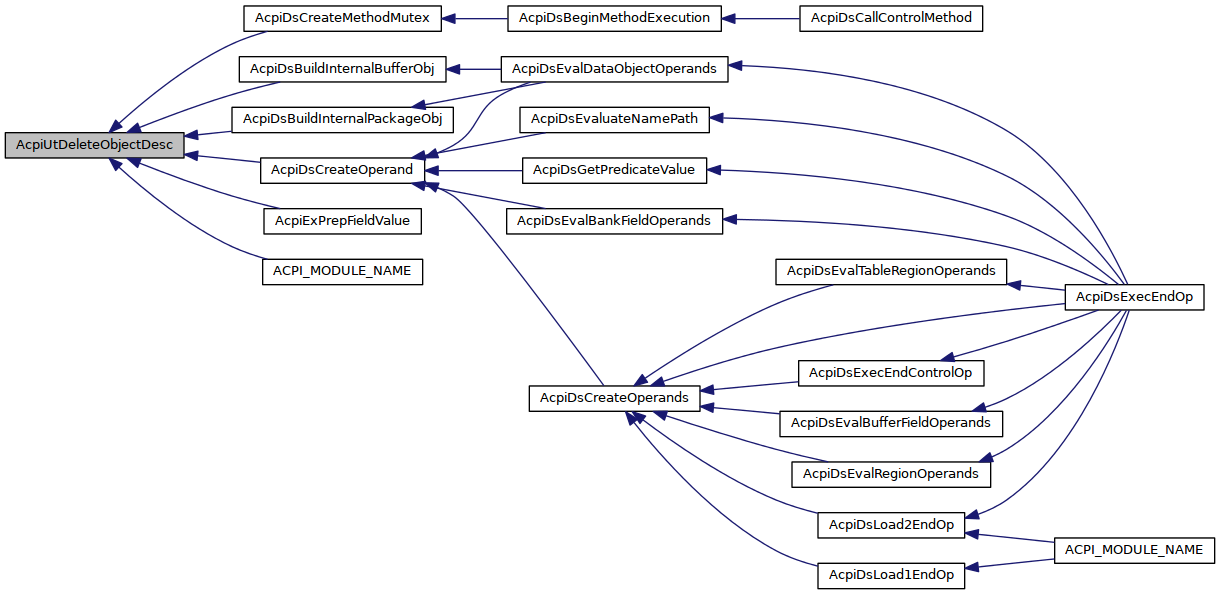 AcpiDsCreateMethodMutex
AcpiDsBeginMethodExecution
AcpiDsCallControlMethod
AcpiDsBuildInternalBufferObj
AcpiDsEvalDataObjectOperands
AcpiDsBuildInternalPackageObj
AcpiDsEvaluateNamePath
AcpiUtDeleteObjectDesc
AcpiDsCreateOperand
AcpiDsGetPredicateValue
AcpiExPrepFieldValue
AcpiDsEvalBankFieldOperands
ACPI_MODULE_NAME
AcpiDsEvalTableRegionOperands
AcpiDsExecEndOp
AcpiDsExecEndControlOp
AcpiDsCreateOperands
AcpiDsEvalBufferFieldOperands
AcpiDsEvalRegionOperands
AcpiDsLoad2EndOp
ACPI_MODULE_NAME
AcpiDsLoad1EndOp